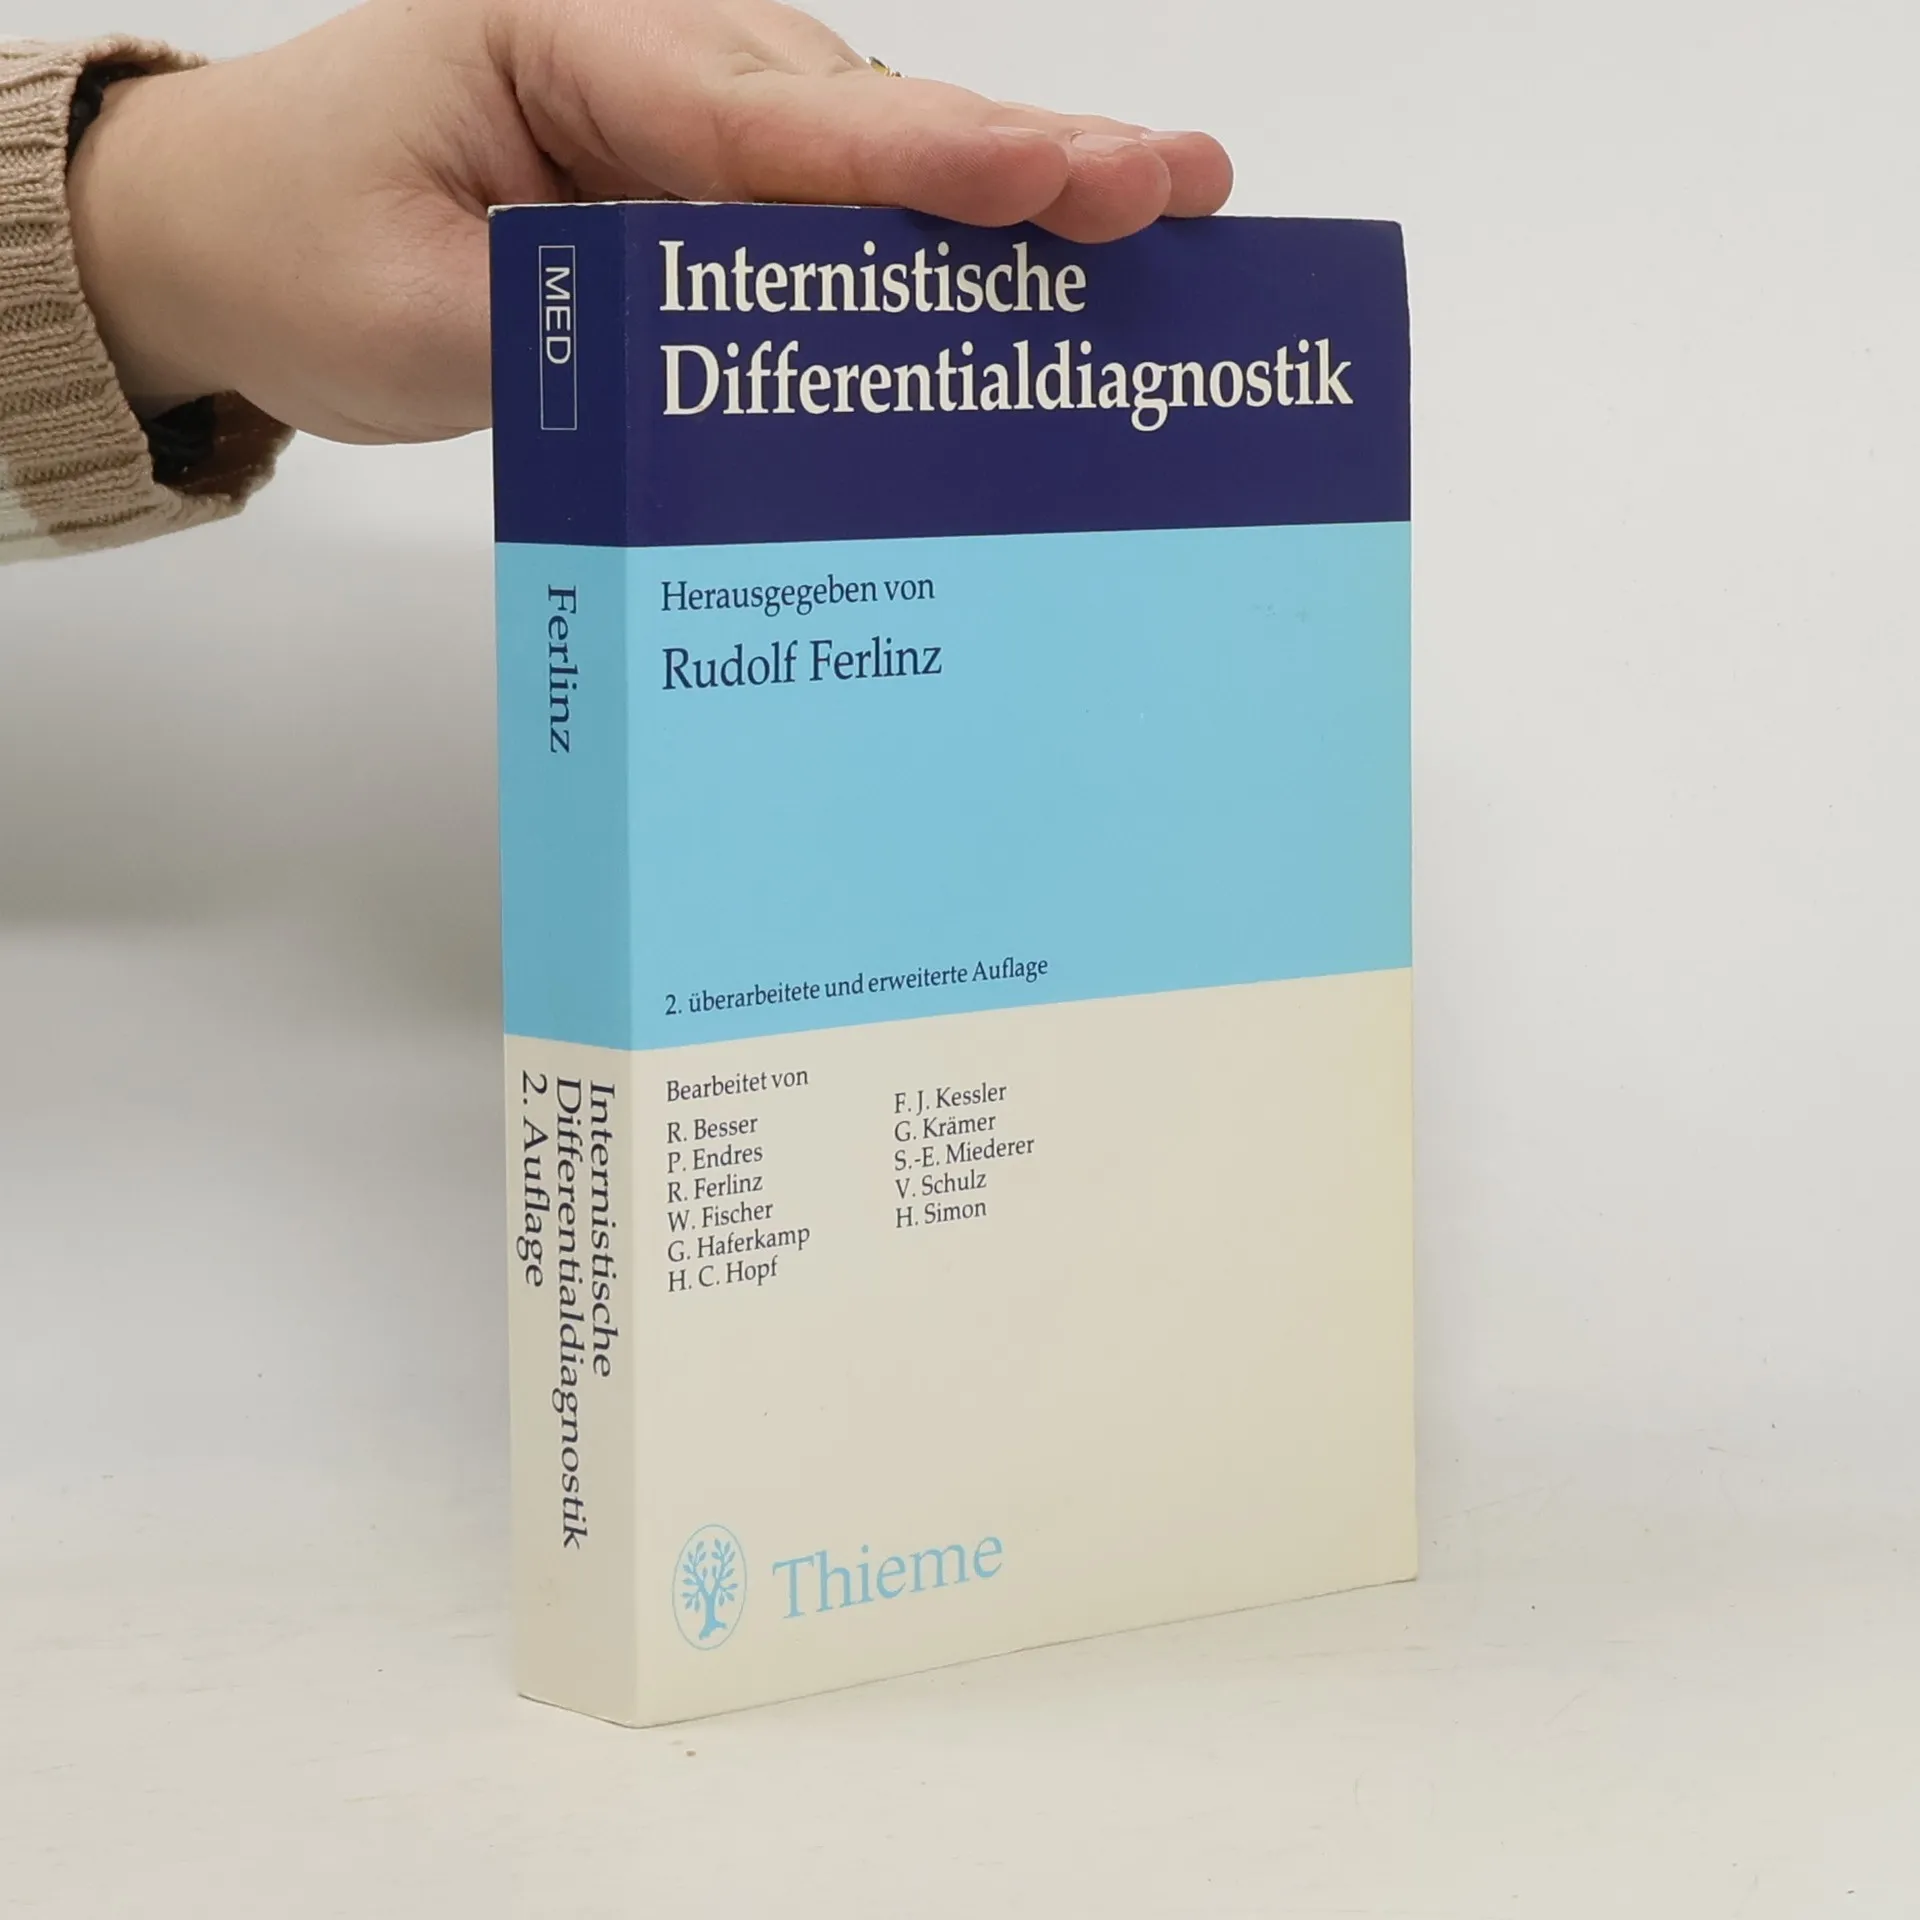 MED
Ferlinz
Internistische
Differentialdiagnostik
2. Auflage
Internistische
Differentialdiagnostik
Herausgegeben von
Rudolf Ferlinz
2. überarbeitete und erweiterte Auflage
Bearbeitet von
R. Besser
P. Endres
R. Ferlinz
W. Fischer
G. Haferkamp
H. C. Hopf
F. J. Kessler
G. Krämer
S.-E. Miederer
V. Schulz
H. Simon
Thieme